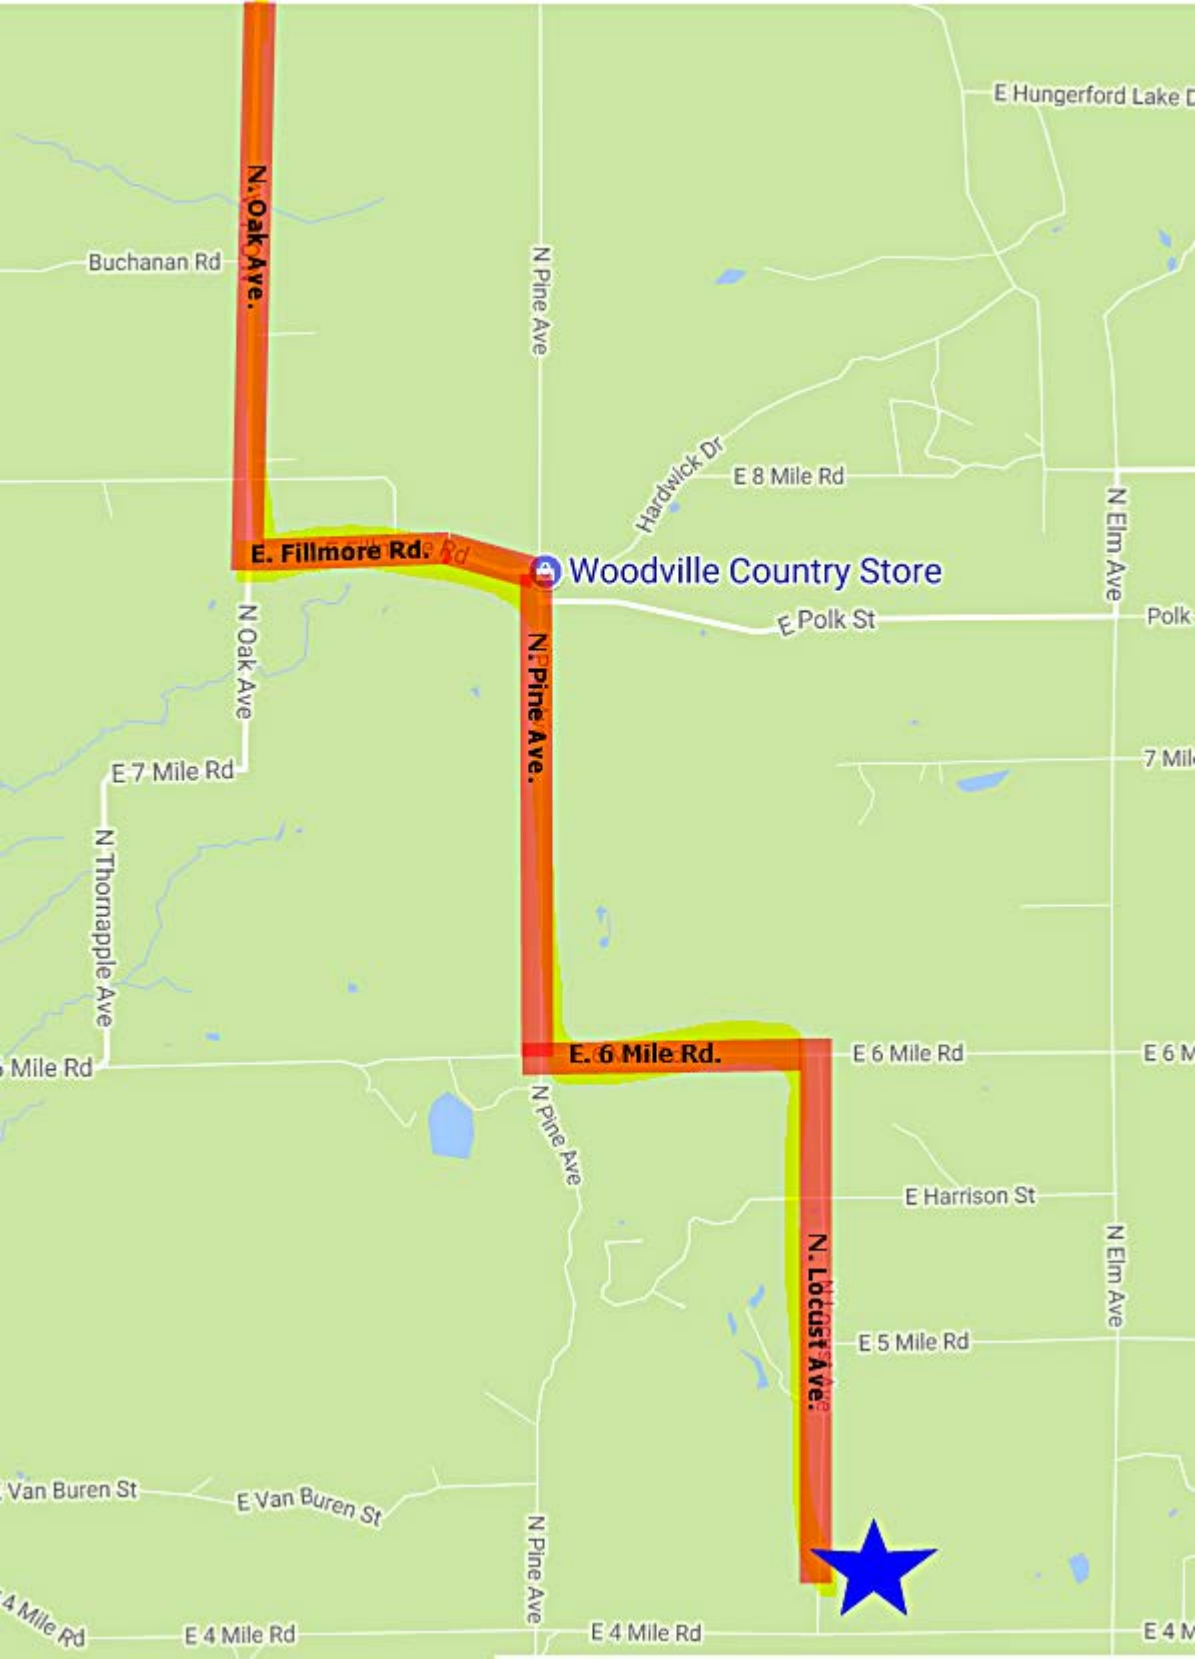 E Hungerford Lake D
N. Oak Ave.
Buchanan Rd
N Pine Ave
Hardwick Dr
E 8 Mile Rd
N Elm Ave
E. Fillmore Rd.
Rd
Woodville Country Store
E Polk St
Polk
N Oak Ave
N. Pine Ave.
E 7 Mile Rd
7 Mil
N Thornapple Ave
E. 6 Mile Rd.
E 6 Mile Rd
E 6 M
6 Mile Rd
N Pine Ave
E Harrison St
N. Locust Ave.
N Elm Ave
E 5 Mile Rd
Van Buren St
E Van Buren St
N Pine Ave
4 Mile Rd
E 4 Mile Rd
E 4 Mile Rd
E 4 M